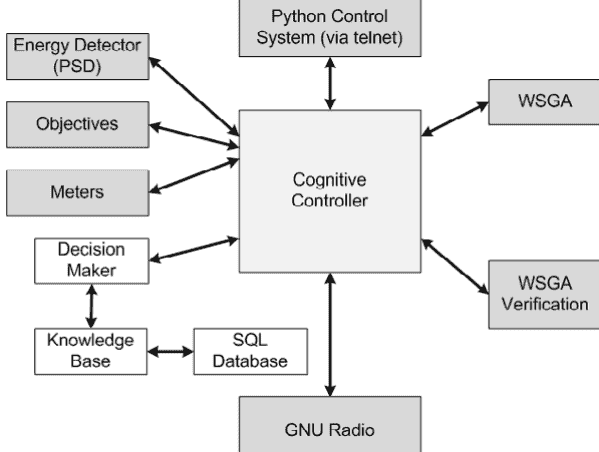 Python Control
System (via telnet)
Energy Detector
(PSD)
WSGA
Objectives
Cognitive
Controller
Meters
Decision
Maker
WSGA
Verification
Knowledge
Base
SQL
Database
GNU Radio